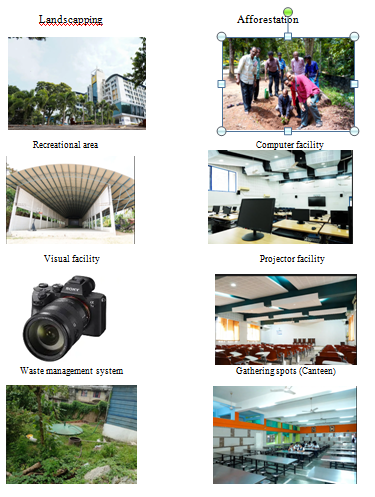 Landscapping
Afforestation
Recreational area
Computer facility
Visual facility
Projector facility
SONY
Waste management system
Gathering spots (Canteen)